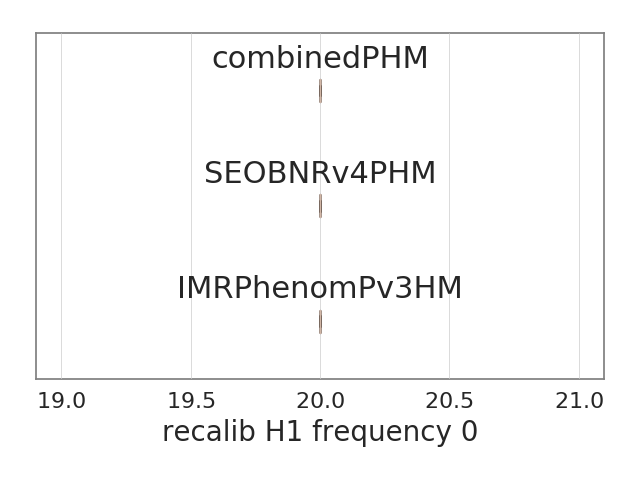 combinedPHM
SEOBNRv4PHM
IMRPhenomPv3HM
19.0 19.5 20.0 20.5 21.0
recalib H1 frequency 0